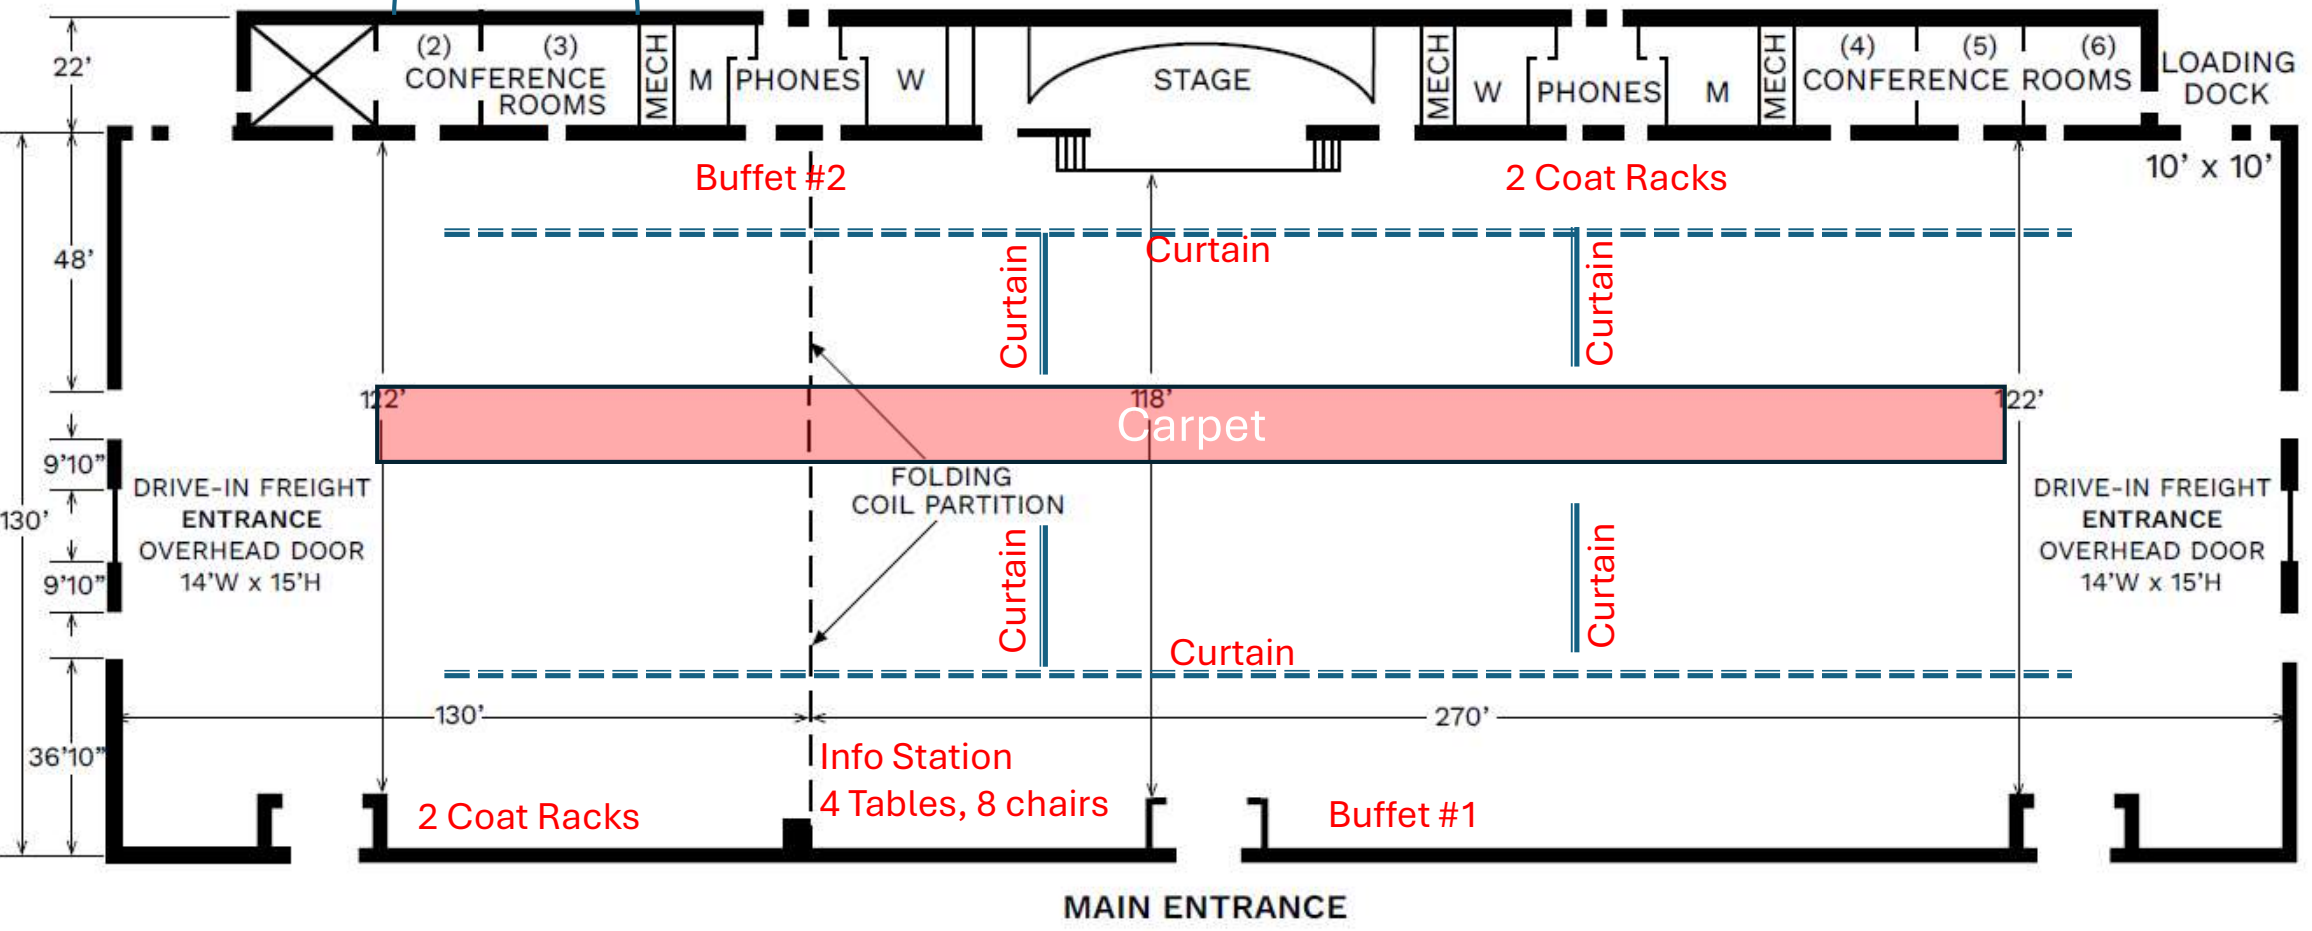 22'
(2)
(3)
CONFERENCE
ROOMS
MECH
M
PHONES
W
STAGE
MECH
W
PHONES
M
MECH
(4)
(5)
(6)
CONFERENCE ROOMS
LOADING
DOCK
10' x 10'
Buffet #2
2 Coat Racks
48'
Curtain
Curtain
Curtain
122'
118'
122'
Carpet
9'10"
130'
9'10"
DRIVE-IN FREIGHT
ENTRANCE
OVERHEAD DOOR
14'W x 15'H
FOLDING
COIL PARTITION
DRIVE-IN FREIGHT
ENTRANCE
OVERHEAD DOOR
14'W x 15'H
Curtain
Curtain
Curtain
130'
270'
36'10"
Info Station
4 Tables, 8 chairs
2 Coat Racks
Buffet #1
MAIN ENTRANCE